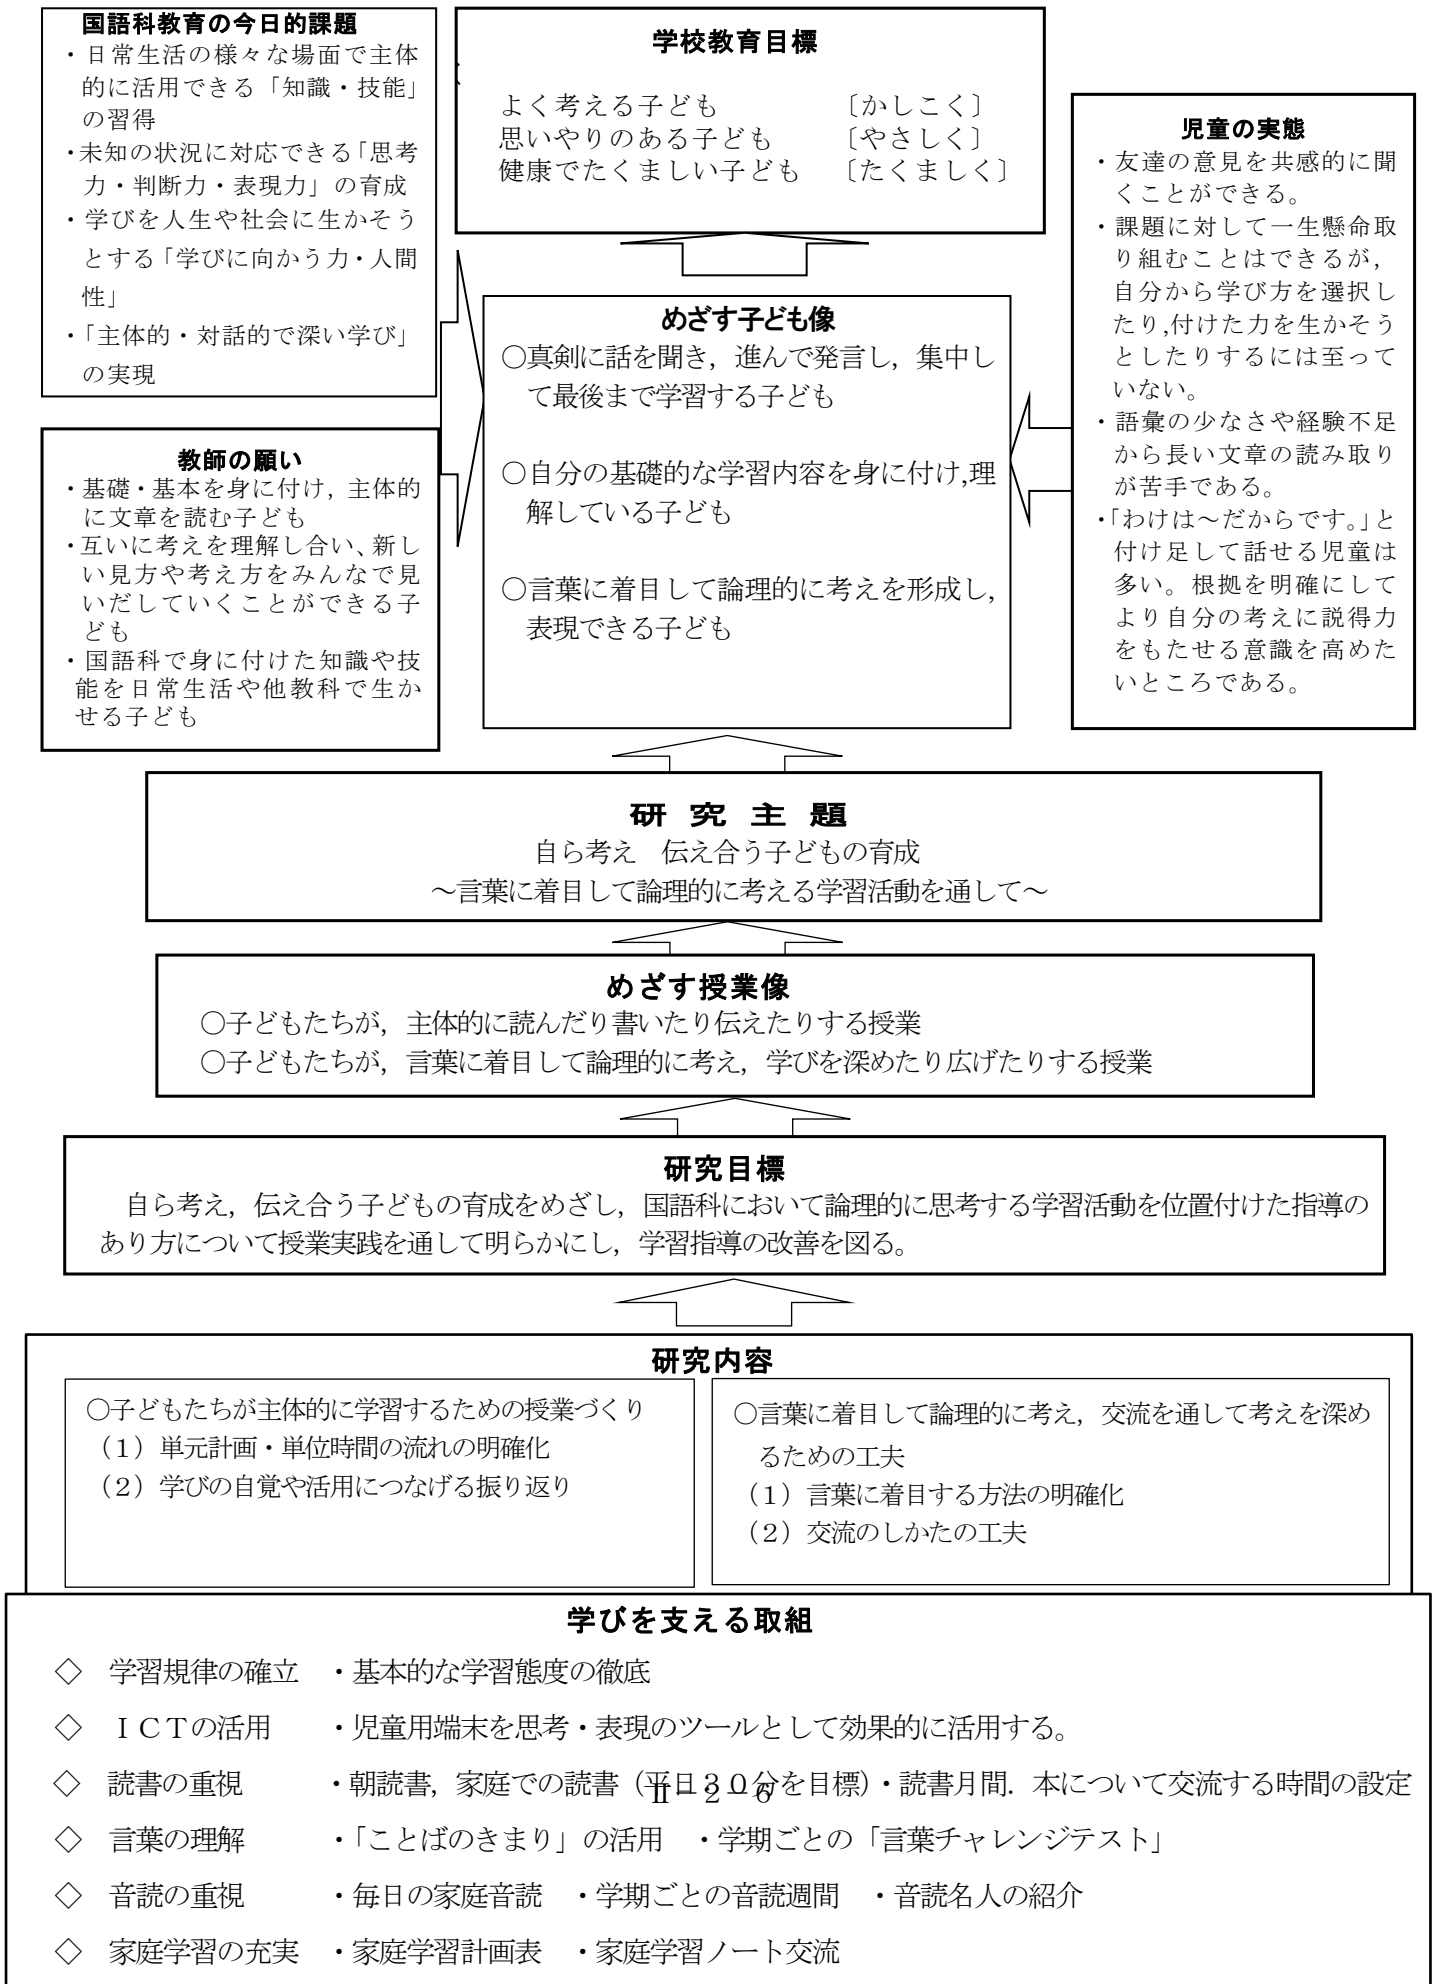 国語科教育の今日的課題
・日常生活の様々な場面で主体
的に活用できる「知識・技能」
の習得
・未知の状況に対応できる「思考
力・判断力・表現力」の育成
・学びを人生や社会に生かそう
とする「学びに向かう力・人間
性」
・「主体的・対話的で深い学び」
の実現
学校教育目標
よく考える子ども　〔かしこく〕
思いやりのある子ども　〔やさしく〕
健康でたくましい子ども　〔たくましく〕
児童の実態
・友達の意見を共感的に聞
くことができる。
・課題に対して一生懸命取
り組むことはできるが，
自分から学び方を選択し
たり,付けた力を生かそう
としたりするには至って
いない。
・語彙の少なさや経験不足
から長い文章の読み取り
が苦手である。
・「わけは～だからです。」と
付け足して話せる児童は
多い。根拠を明確にして
より自分の考えに説得力
をもたせる意識を高めた
いところである。
教師の願い
・基礎・基本を身に付け，主体的
に文章を読む子ども
・互いに考えを理解し合い、新し
い見方や考え方をみんなで見
いだしていくことができる子
ども
・国語科で身に付けた知識や技
能を日常生活や他教科で生か
せる子ども
めざす子ども像
○真剣に話を聞き，進んで発言し，集中し
て最後まで学習する子ども
○自分の基礎的な学習内容を身に付け,理
解している子ども
○言葉に着目して論理的に考えを形成し，
表現できる子ども
研 究 主 題
自ら考え　伝え合う子どもの育成
～言葉に着目して論理的に考える学習活動を通して～
めざす授業像
○子どもたちが，主体的に読んだり書いたり伝えたりする授業
○子どもたちが，言葉に着目して論理的に考え，学びを深めたり広げたりする授業
研究目標
自ら考え，伝え合う子どもの育成をめざし，国語科において論理的に思考する学習活動を位置付けた指導の
あり方について授業実践を通して明らかにし，学習指導の改善を図る。
研究内容
○子どもたちが主体的に学習するための授業づくり
（１）単元計画・単位時間の流れの明確化
（２）学びの自覚や活用につなげる振り返り
○言葉に着目して論理的に考え，交流を通して考えを深め
るための工夫
（１）言葉に着目する方法の明確化
（２）交流のしかたの工夫
学びを支える取組
◇　学習規律の確立　・基本的な学習態度の徹底
◇　ＩＣＴの活用　・児童用端末を思考・表現のツールとして効果的に活用する。
◇　読書の重視　・朝読書，家庭での読書（平日３０分を目標）・読書月間．本について交流する時間の設定
Ⅱ－２－６
◇　言葉の理解　・「ことばのきまり」の活用　・学期ごとの「言葉チャレンジテスト」
◇　音読の重視　・毎日の家庭音読　・学期ごとの音読週間　・音読名人の紹介
◇　家庭学習の充実　・家庭学習計画表　・家庭学習ノート交流